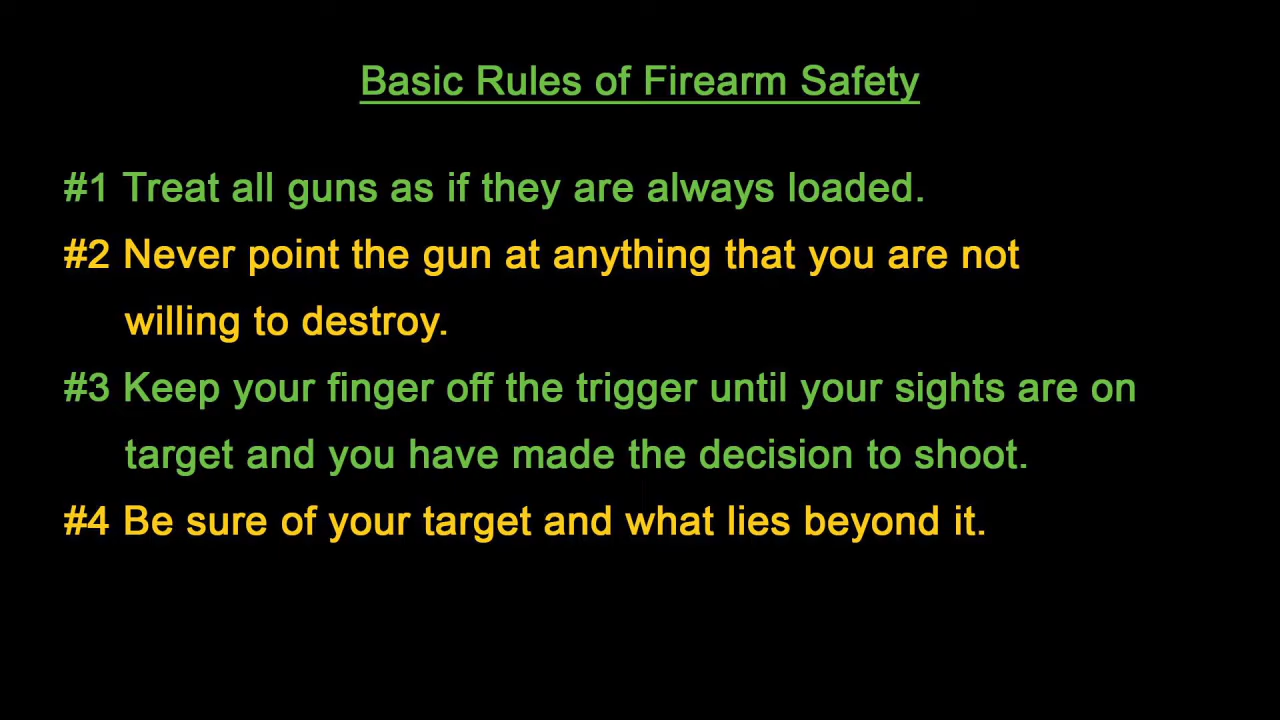 Basic Rules of Firearm Safety
#1 Treat all guns as if they are always loaded.
#2 Never point the gun at anything that you are not
willing to destroy.
#3 Keep your finger off the trigger until your sights are on
target and you have made the decision to shoot.
#4 Be sure of your target and what lies beyond it.